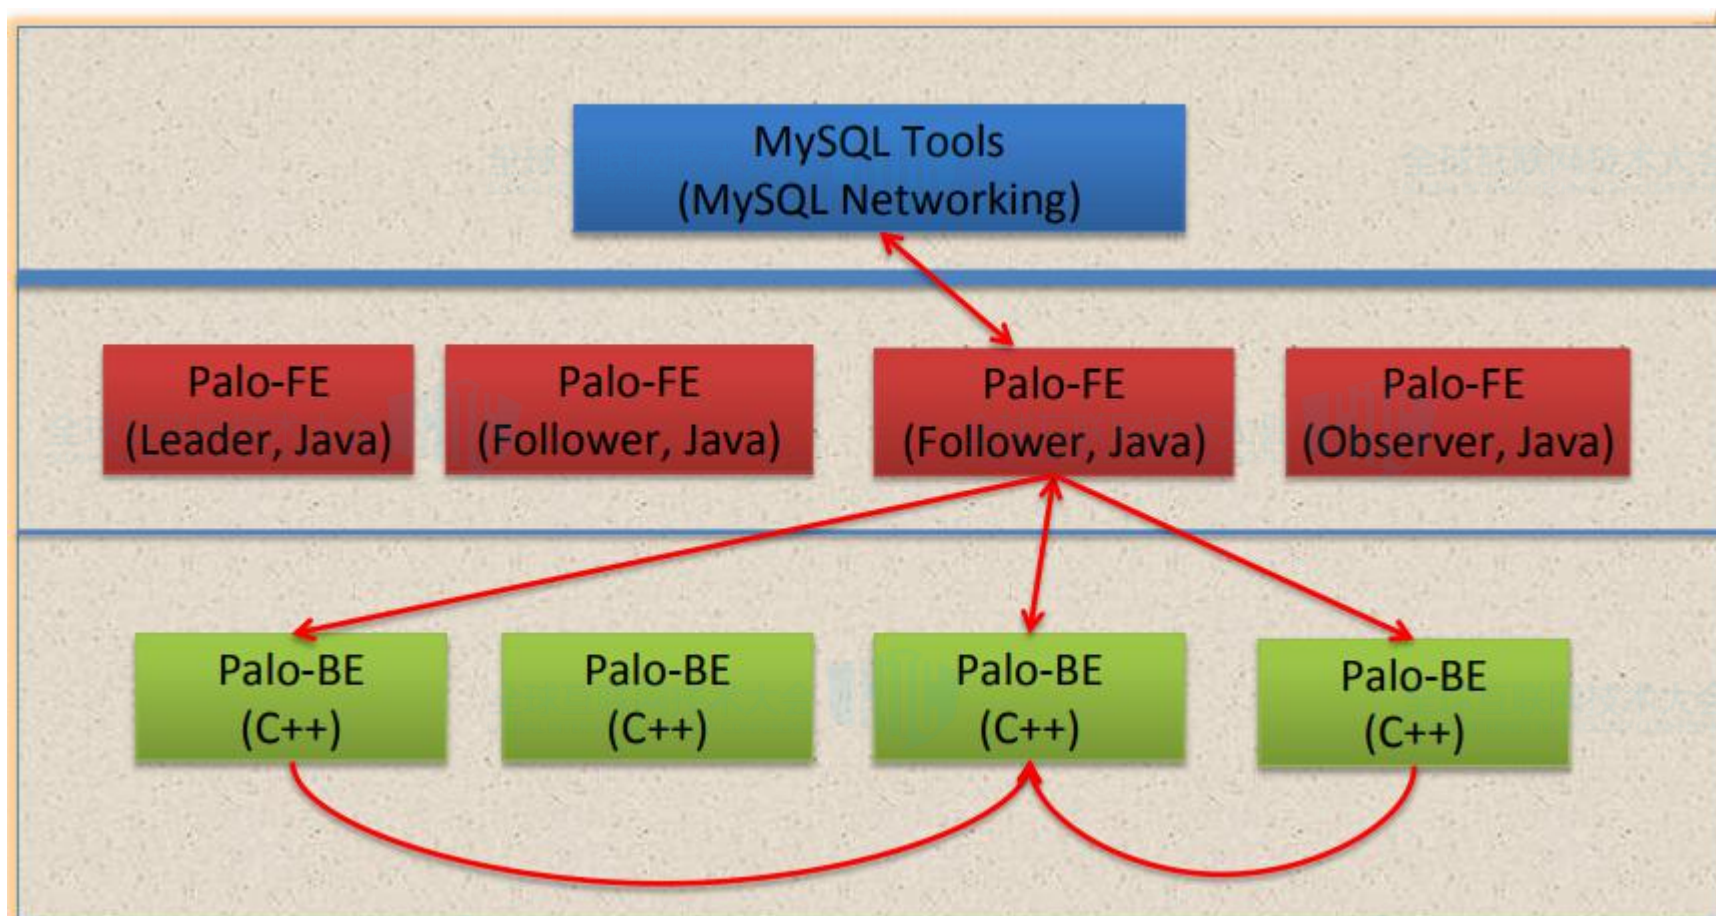 MySQL Tools
(MySQL Networking)
Palo-FE
(Leader, Java)
Palo-FE
(Follower, Java)
Palo-FE
(Follower, Java)
Palo-FE
(Observer, Java)
Palo-BE
(C++)
Palo-BE
(C++)
Palo-BE
(C++)
Palo-BE
(C++)